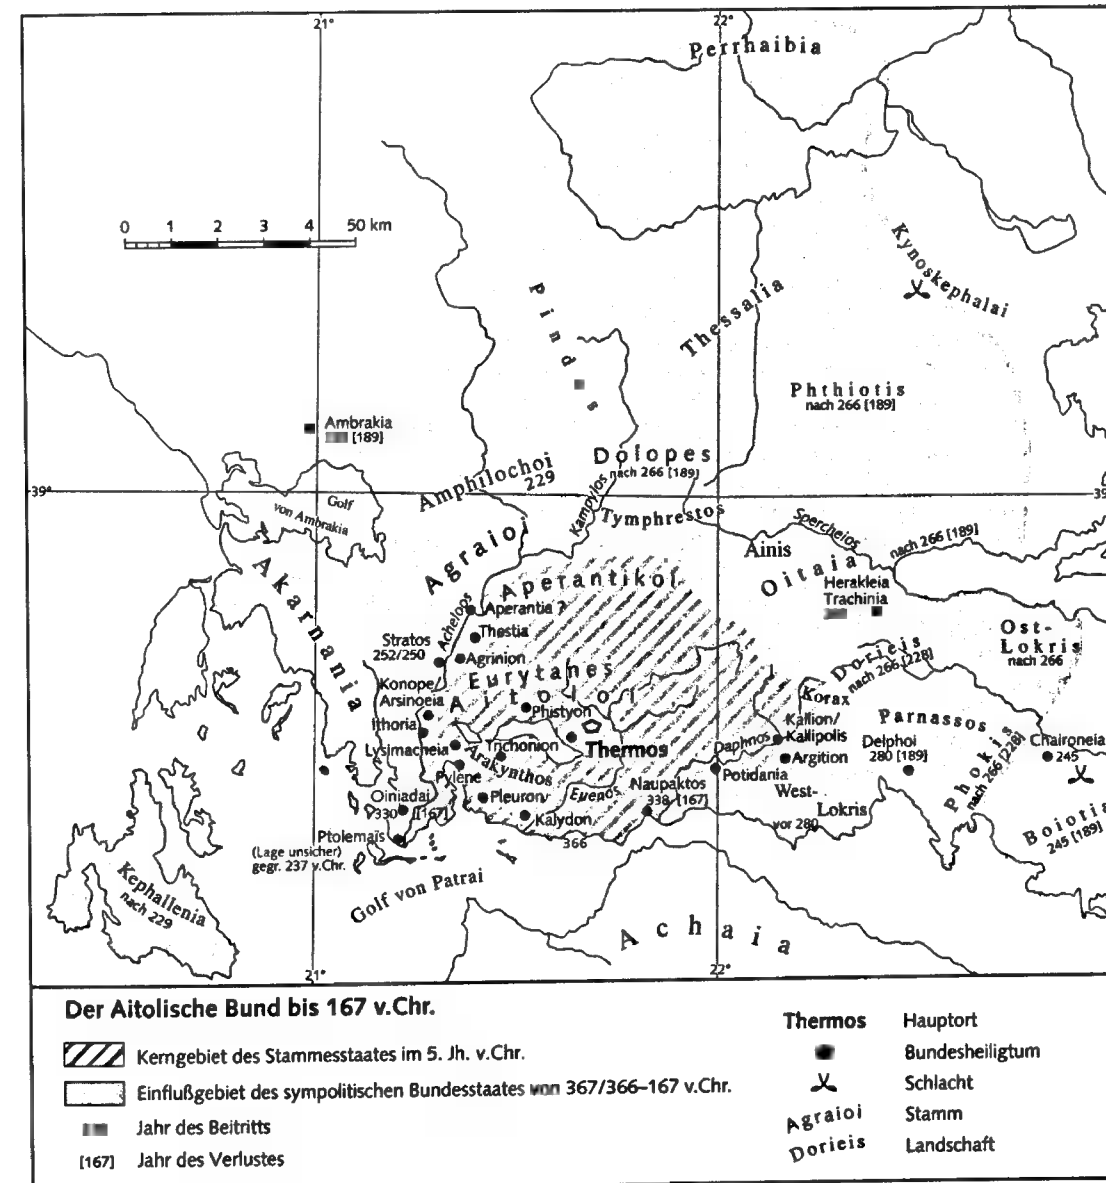 21°
22°
Perrhaibia
0 1 2 3 4 50 km
Kynoskephalai
Thessalia
Phthiotis
nach 266 [189]
Ambrakia
[189]
Dolopes
nach 266 [189]
Amphilochoi
229
39°
39
Golf
von Ambrakia
Kampylos
Tymphrestos
Spercheios
Ainis
nach 266 [189]
Agraioi
Aperantikoi
Oitaia
Herakleia
Trachinia
Akarnania
Acheloos
Aperantia ?
Thestia
Stratos
252/250
Agrinion
Eurytanes
Ost-
Lokris
nach 266
Dorieis
nach 266 [228]
Konope/
Arsinoeia
Aitoloi
Korax
Phistyon
Ithoria
Kallion/
Kallipolis
Parnassos
Lysimacheia
Trichonion
Thermos
Daphnos
Delphoi
280 [189]
Chaironeia
245
Arakynthos
Argition
Pylene
Potidania
Phokis
nach 266 [228]
Oiniadai
330 [167]
Pleuron
Euenos
Naupaktos
338 [167]
West-
Lokris
vor 280
Kalydon
366
Boiotia
245 [189]
Ptolemaïs
(Lage unsicher)
gegr. 237 v.Chr.
Kephallenia
nach 229
Golf von Patrai
Achaia
21°
22°
Der Aitolische Bund bis 167 v.Chr.
Kerngebiet des Stammesstaates im 5. Jh. v.Chr.
Einflußgebiet des sympolitischen Bundesstaates von 367/366–167 v.Chr.
Jahr des Beitritts
[167] Jahr des Verlustes
Thermos Hauptort
Bundesheiligtum
Schlacht
Agraioi Stamm
Dorieis Landschaft